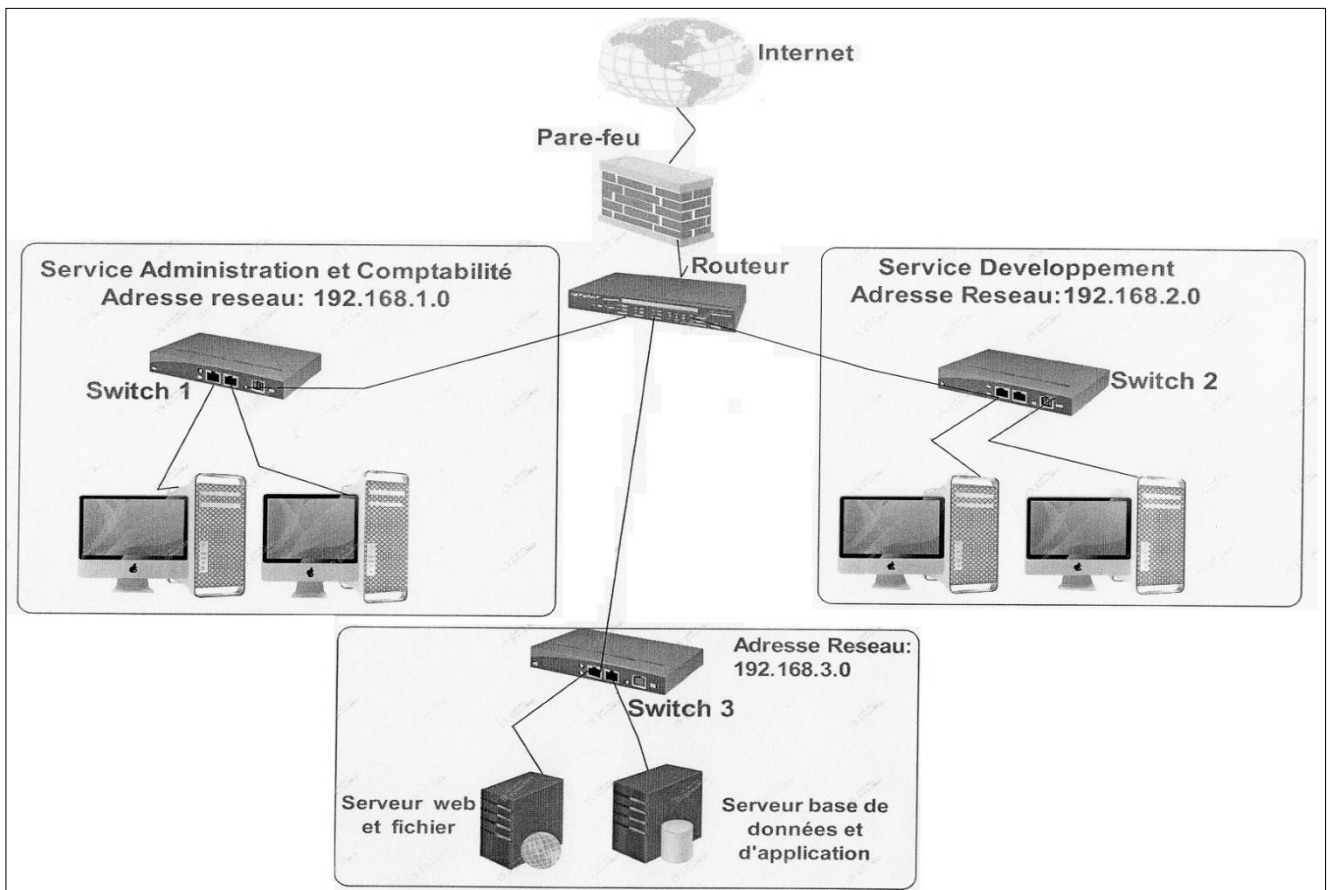 Internet
Pare-feu
Routeur
Service Administration et Comptabilité
Adresse reseau: 192.168.1.0
Switch 1
Service Developpement
Adresse Reseau:192.168.2.0
Switch 2
Adresse Reseau:
192.168.3.0
Switch 3
Serveur web
et fichier
Serveur base de
données et
d'application